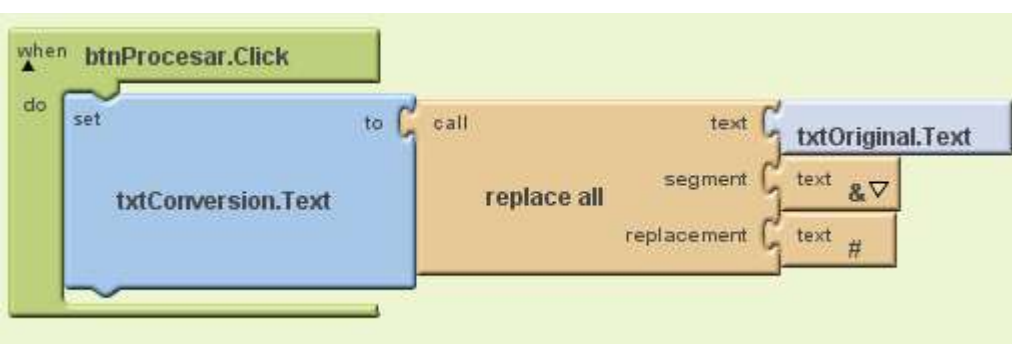 when btnProcesar.Click
do
set to call text txtOriginal.Text
txtConversion.Text replace all segment text &
replacement text #